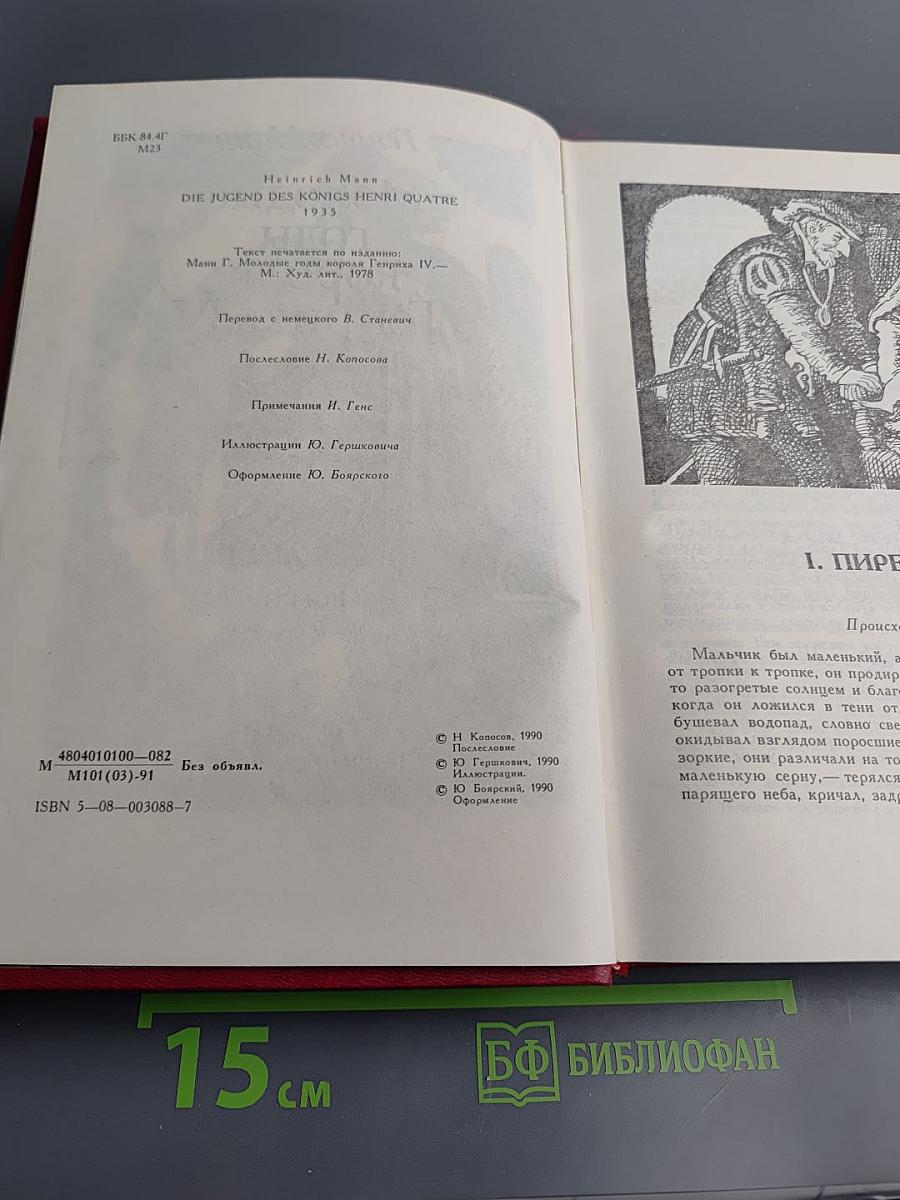 ББК 84.4Г
М23
Heinrich Mann
DIE JUGEND DES KÖNIGS HENRI QUATRE
1935
Текст печатается по изданию:
Манн Г. Молодые годы короля Генриха IV.—
М.: Худ. лит., 1978
Перевод с немецкого В. Станевич
Послесловие Н. Копосова
Примечания И. Генс
Иллюстрации Ю. Гершковича
Оформление Ю. Боярского
М 4804010100—082
М101(03)-91
Без объявл.
ISBN 5—08—003088—7
© Н Копосов, 1990
Послесловие
© Ю Гершкович, 1990
Иллюстрации.
© Ю Боярский, 1990
Оформление
I. ПИРЕ
Происхо
Мальчик был маленький, а
от тропки к тропке, он продир
то разогретые солнцем и благо
когда он ложился в тени от
бушевал водопад, словно све
окидывал взглядом поросшие
зоркие, они различали на то
маленькую серну,— терялся
парящего неба, кричал, задр
15 см
БФ БИБЛИОФАН